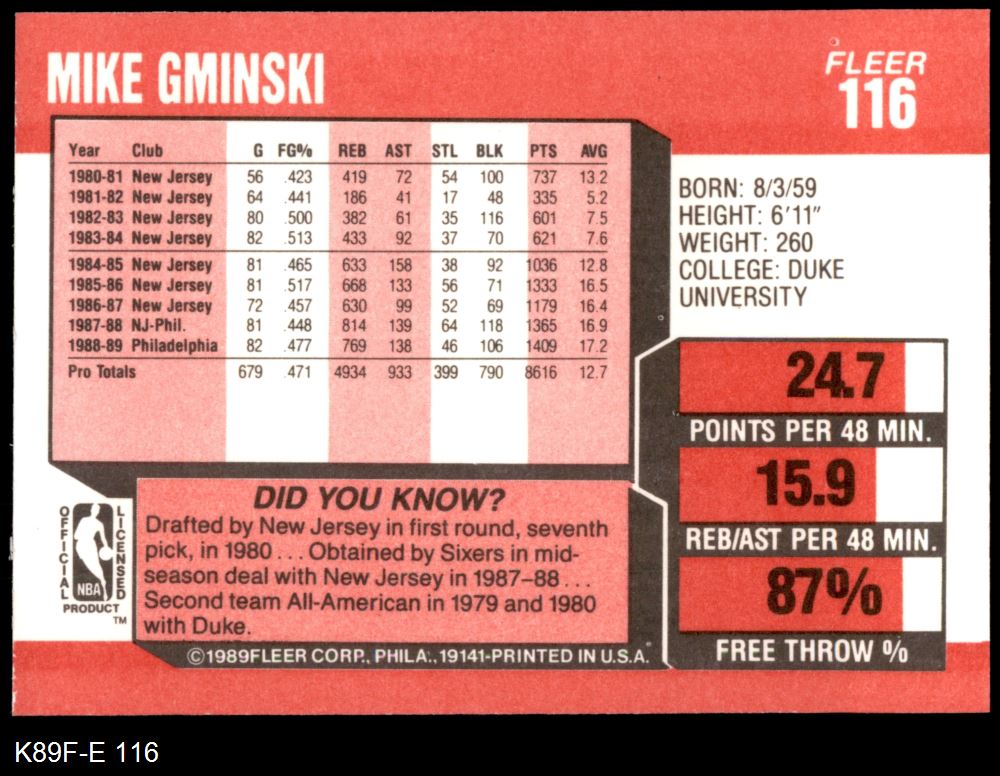 MIKE GMINSKI
FLEER
116
Year Club G FG% REB AST STL BLK PTS AVG
1980-81 New Jersey 56 .423 419 72 54 100 737 13.2
1981-82 New Jersey 64 .441 186 41 17 48 335 5.2
1982-83 New Jersey 80 .500 382 61 35 116 601 7.5
1983-84 New Jersey 82 .513 433 92 37 70 621 7.6
1984-85 New Jersey 81 .465 633 158 38 92 1036 12.8
1985-86 New Jersey 81 .517 668 133 56 71 1333 16.5
1986-87 New Jersey 72 .457 630 99 52 69 1179 16.4
1987-88 NJ-Phil. 81 .448 814 139 64 118 1365 16.9
1988-89 Philadelphia 82 .477 769 138 46 106 1409 17.2
Pro Totals 679 .471 4934 933 399 790 8616 12.7
BORN: 8/3/59
HEIGHT: 6'11"
WEIGHT: 260
COLLEGE: DUKE
UNIVERSITY
24.7
POINTS PER 48 MIN.
15.9
REB/AST PER 48 MIN.
87%
FREE THROW %
OFFICIAL
LICENSED
NBA
PRODUCT
TM
DID YOU KNOW?
Drafted by New Jersey in first round, seventh
pick, in 1980 . . . Obtained by Sixers in mid-
season deal with New Jersey in 1987–88 . . .
Second team All-American in 1979 and 1980
with Duke.
©1989FLEER CORP., PHILA., 19141-PRINTED IN U.S.A.
K89F-E 116